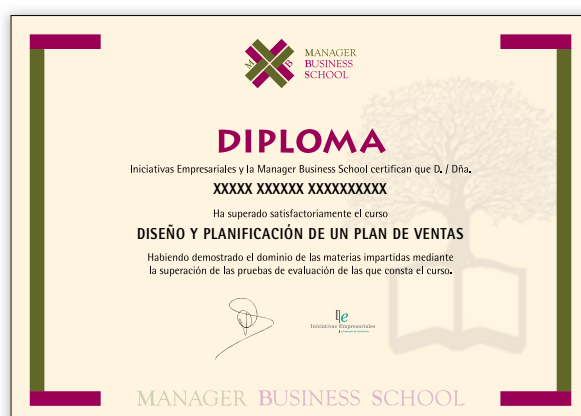 M B
MANAGER
BUSINESS
SCHOOL
DIPLOMA
Iniciativas Empresariales y la Manager Business School certifican que D. / Dña.
XXXXX XXXXXX XXXXXXXXXX
Ha superado satisfactoriamente el curso
DISEÑO Y PLANIFICACIÓN DE UN PLAN DE VENTAS
Habiendo demostrado el dominio de las materias impartidas mediante
la superación de las pruebas de evaluación de las que consta el curso.
Iniciativas Empresariales
MANAGER BUSINESS SCHOOL